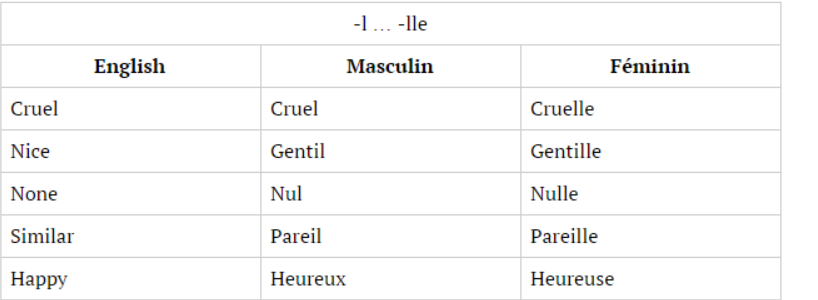 -l … -lle
English Masculin Féminin
Cruel Cruel Cruelle
Nice Gentil Gentille
None Nul Nulle
Similar Pareil Pareille
Happy Heureux Heureuse